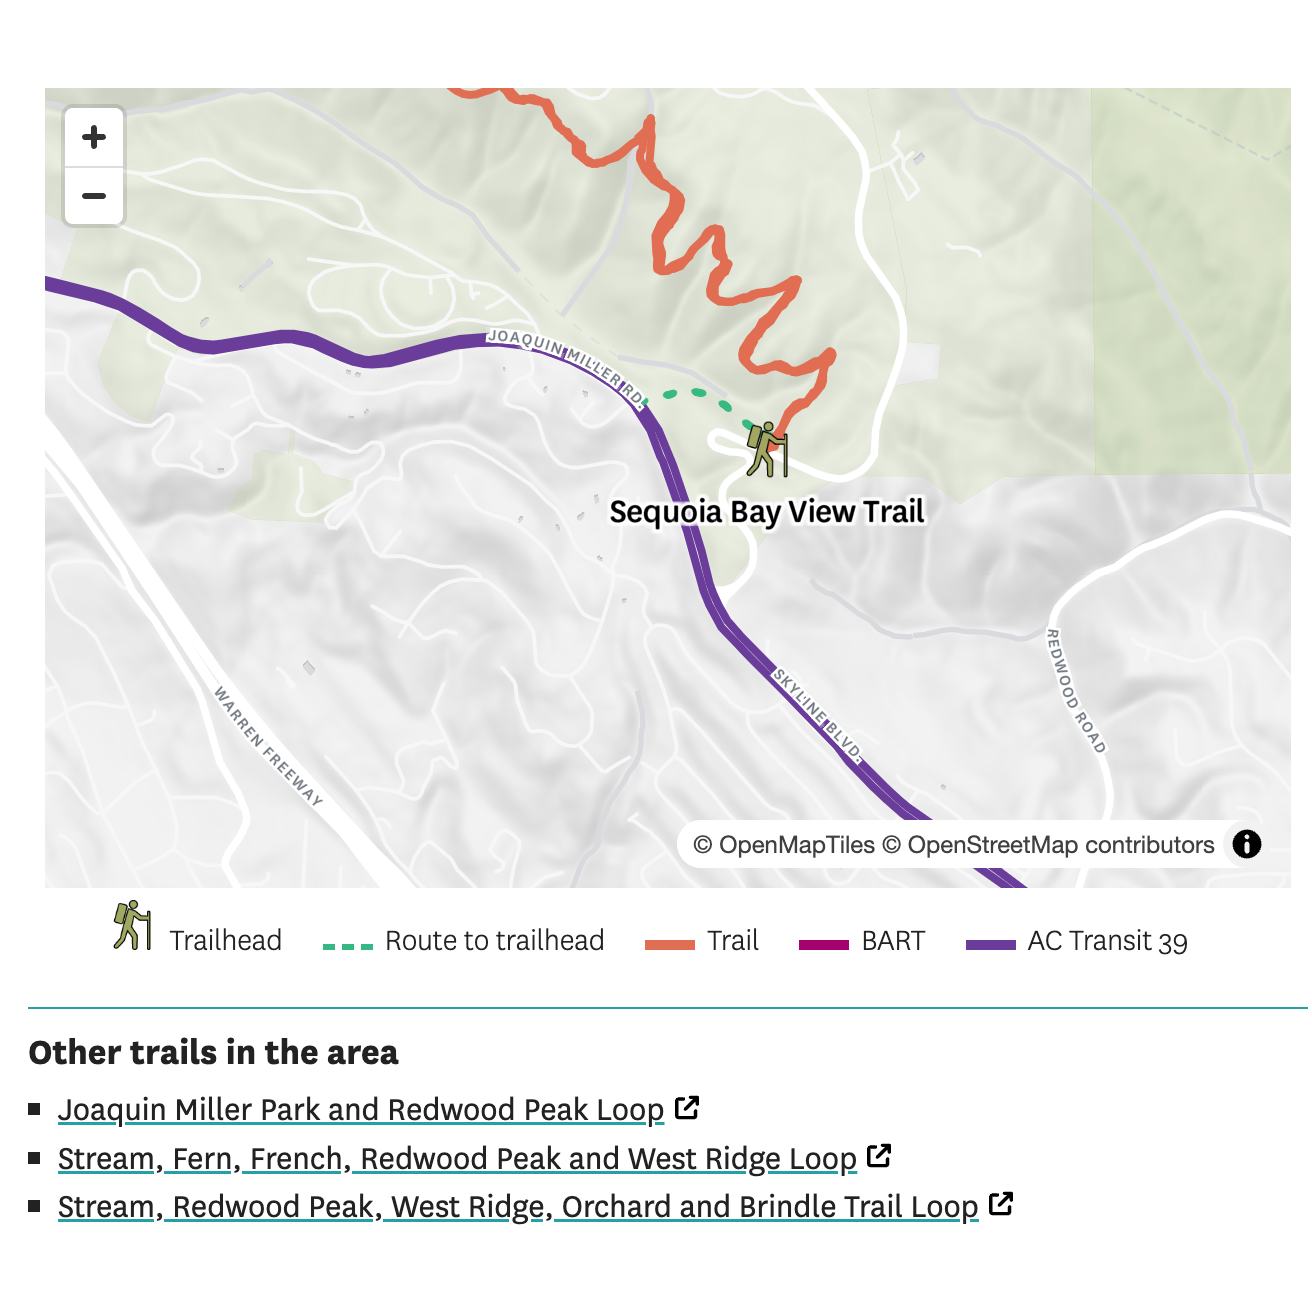 +
−
JOAQUIN MILLER RD.
Sequoia Bay View Trail
REDWOOD ROAD
SKYLINE BLVD.
WARREN FREEWAY
© OpenMapTiles © OpenStreetMap contributors
Trailhead Route to trailhead Trail BART AC Transit 39
Other trails in the area
Joaquin Miller Park and Redwood Peak Loop
Stream, Fern, French, Redwood Peak and West Ridge Loop
Stream, Redwood Peak, West Ridge, Orchard and Brindle Trail Loop